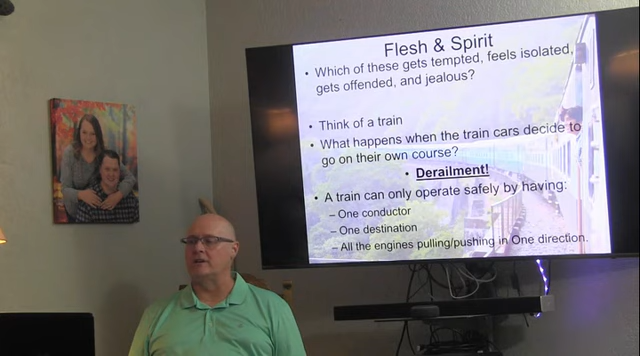 Flesh & Spirit
• Which of these gets tempted, feels isolated,
gets offended, and jealous?
• Think of a train
• What happens when the train cars decide to
go on their own course?
• Derailment!
• A train can only operate safely by having:
– One conductor
– One destination
– All the engines pulling/pushing in One direction.